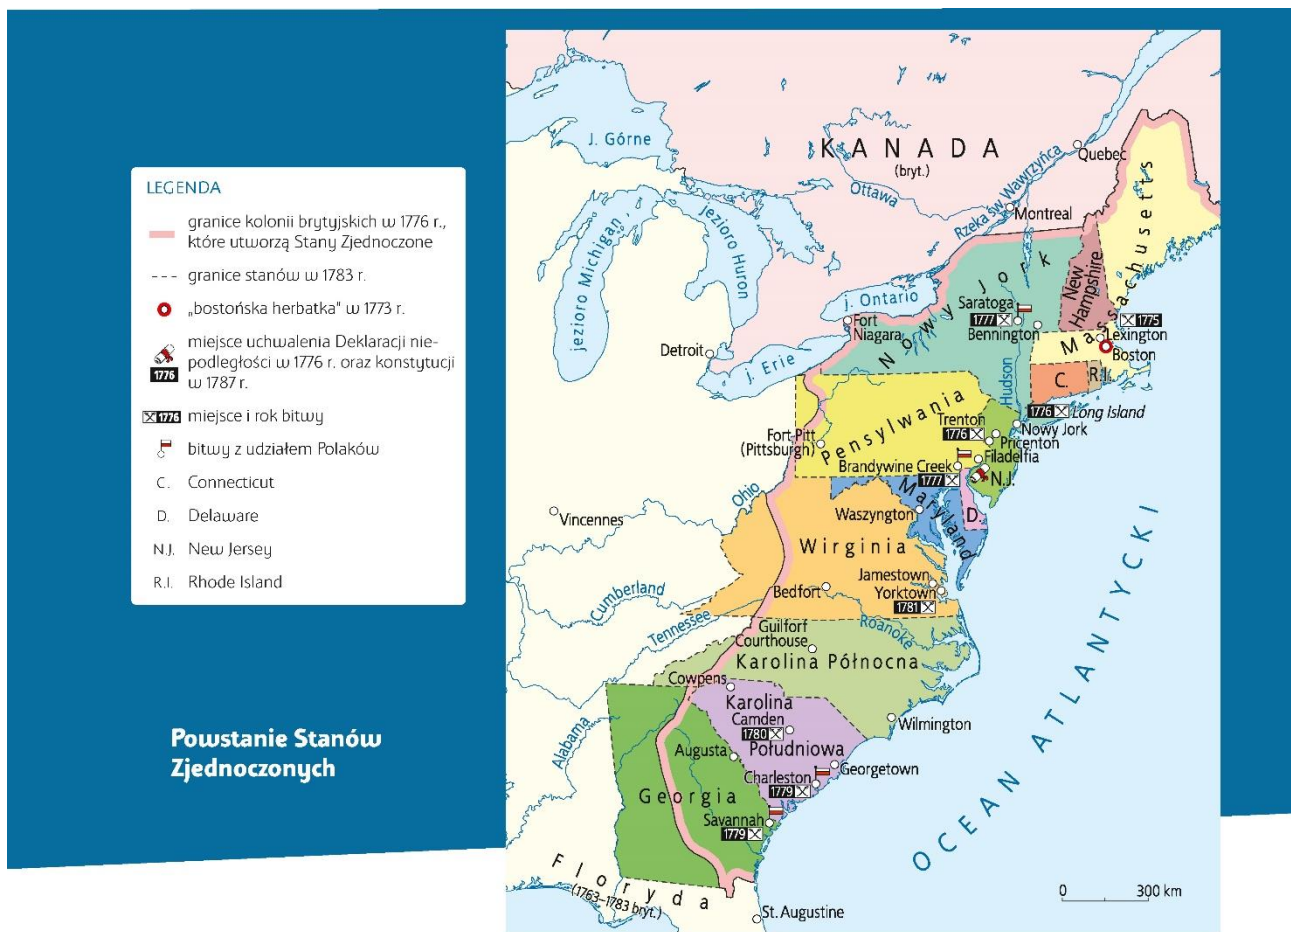 LEGENDA
granice kolonii brytyjskich w 1776 r.,
które utworzą Stany Zjednoczone
granice stanów w 1783 r.
„bostońska herbatka" w 1773 r.
miejsce uchwalenia Deklaracji nie-
podległości w 1776 r. oraz konstytucji
1776 w 1787 r.
1776 miejsce i rok bitwy
bitwy z udziałem Polaków
C. Connecticut
D. Delaware
N.J. New Jersey
R.I. Rhode Island
Powstanie Stanów
Zjednoczonych
KANADA
(bryt.)
J. Górne
jezioro Michigan
jezioro Huron
j. Ontario
j. Erie
Ottawa
Rzeka św. Wawrzyńca
Quebec
Montreal
Massachusetts
New
Hampshire
Nowy Jork
Saratoga
1777
Bennington
1775
Lexington
Boston
Fort
Niagara
Detroit
Hudson
C.
R.I.
1776 Long Island
Nowy Jork
Pensylwania
Trenton
1776
Pricenton
Filadelfia
Fort Pitt
(Pittsburgh)
Brandywine Creek
1777
N.J.
Maryland
D.
Waszyngton
Ohio
Vincennes
Wirginia
Jamestown
Yorktown
1781
Bedfort
Cumberland
Tennessee
Roanoke
Guilforf
Courthouse
Karolina Północna
Cowpens
Karolina
Camden
1780
Południowa
Wilmington
Alabama
Augusta
Georgetown
Charleston
1779
Georgia
Savannah
1779
Floryda
(1763–1783 bryt.)
St. Augustine
OCEAN ATLANTYCKI
0 300 km